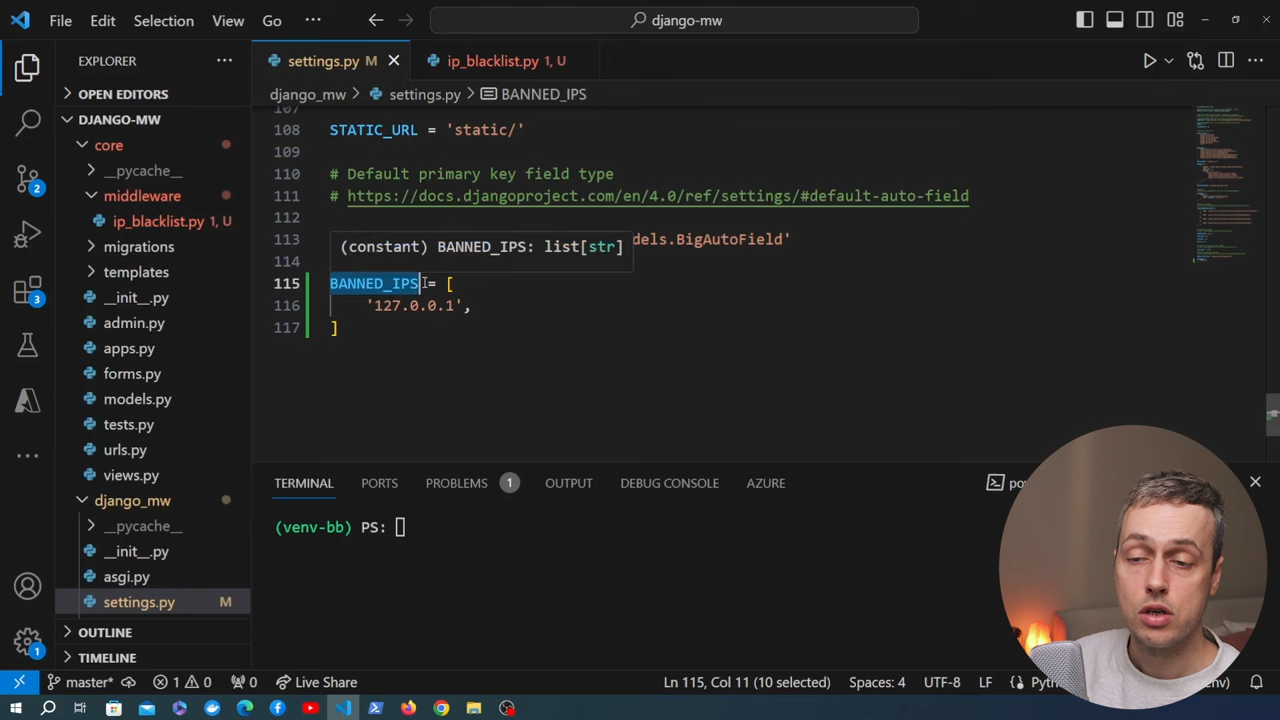 File Edit Selection View Go ··· django-mw
EXPLORER ···
OPEN EDITORS
DJANGO-MW
core
__pycache__
middleware
ip_blacklist.py 1, U
migrations
templates
__init__.py
admin.py
apps.py
forms.py
models.py
tests.py
urls.py
views.py
django_mw
__pycache__
__init__.py
asgi.py
settings.py M
OUTLINE
TIMELINE
2
1
settings.py M ip_blacklist.py 1, U
django_mw > settings.py > BANNED_IPS
107
108 STATIC_URL = 'static/'
109
110 # Default primary key field type
111 # https://docs.djangoproject.com/en/4.0/ref/settings/#default-auto-field
112
113 dels.BigAutoField'
(constant) BANNED_IPS: list[str]
114
115 BANNED_IPS = [
116 '127.0.0.1',
117 ]
TERMINAL PORTS PROBLEMS 1 OUTPUT DEBUG CONSOLE AZURE
(venv-bb) PS:
master* 1 0 0 Live Share Ln 115, Col 11 (10 selected) Spaces: 4 UTF-8 LF